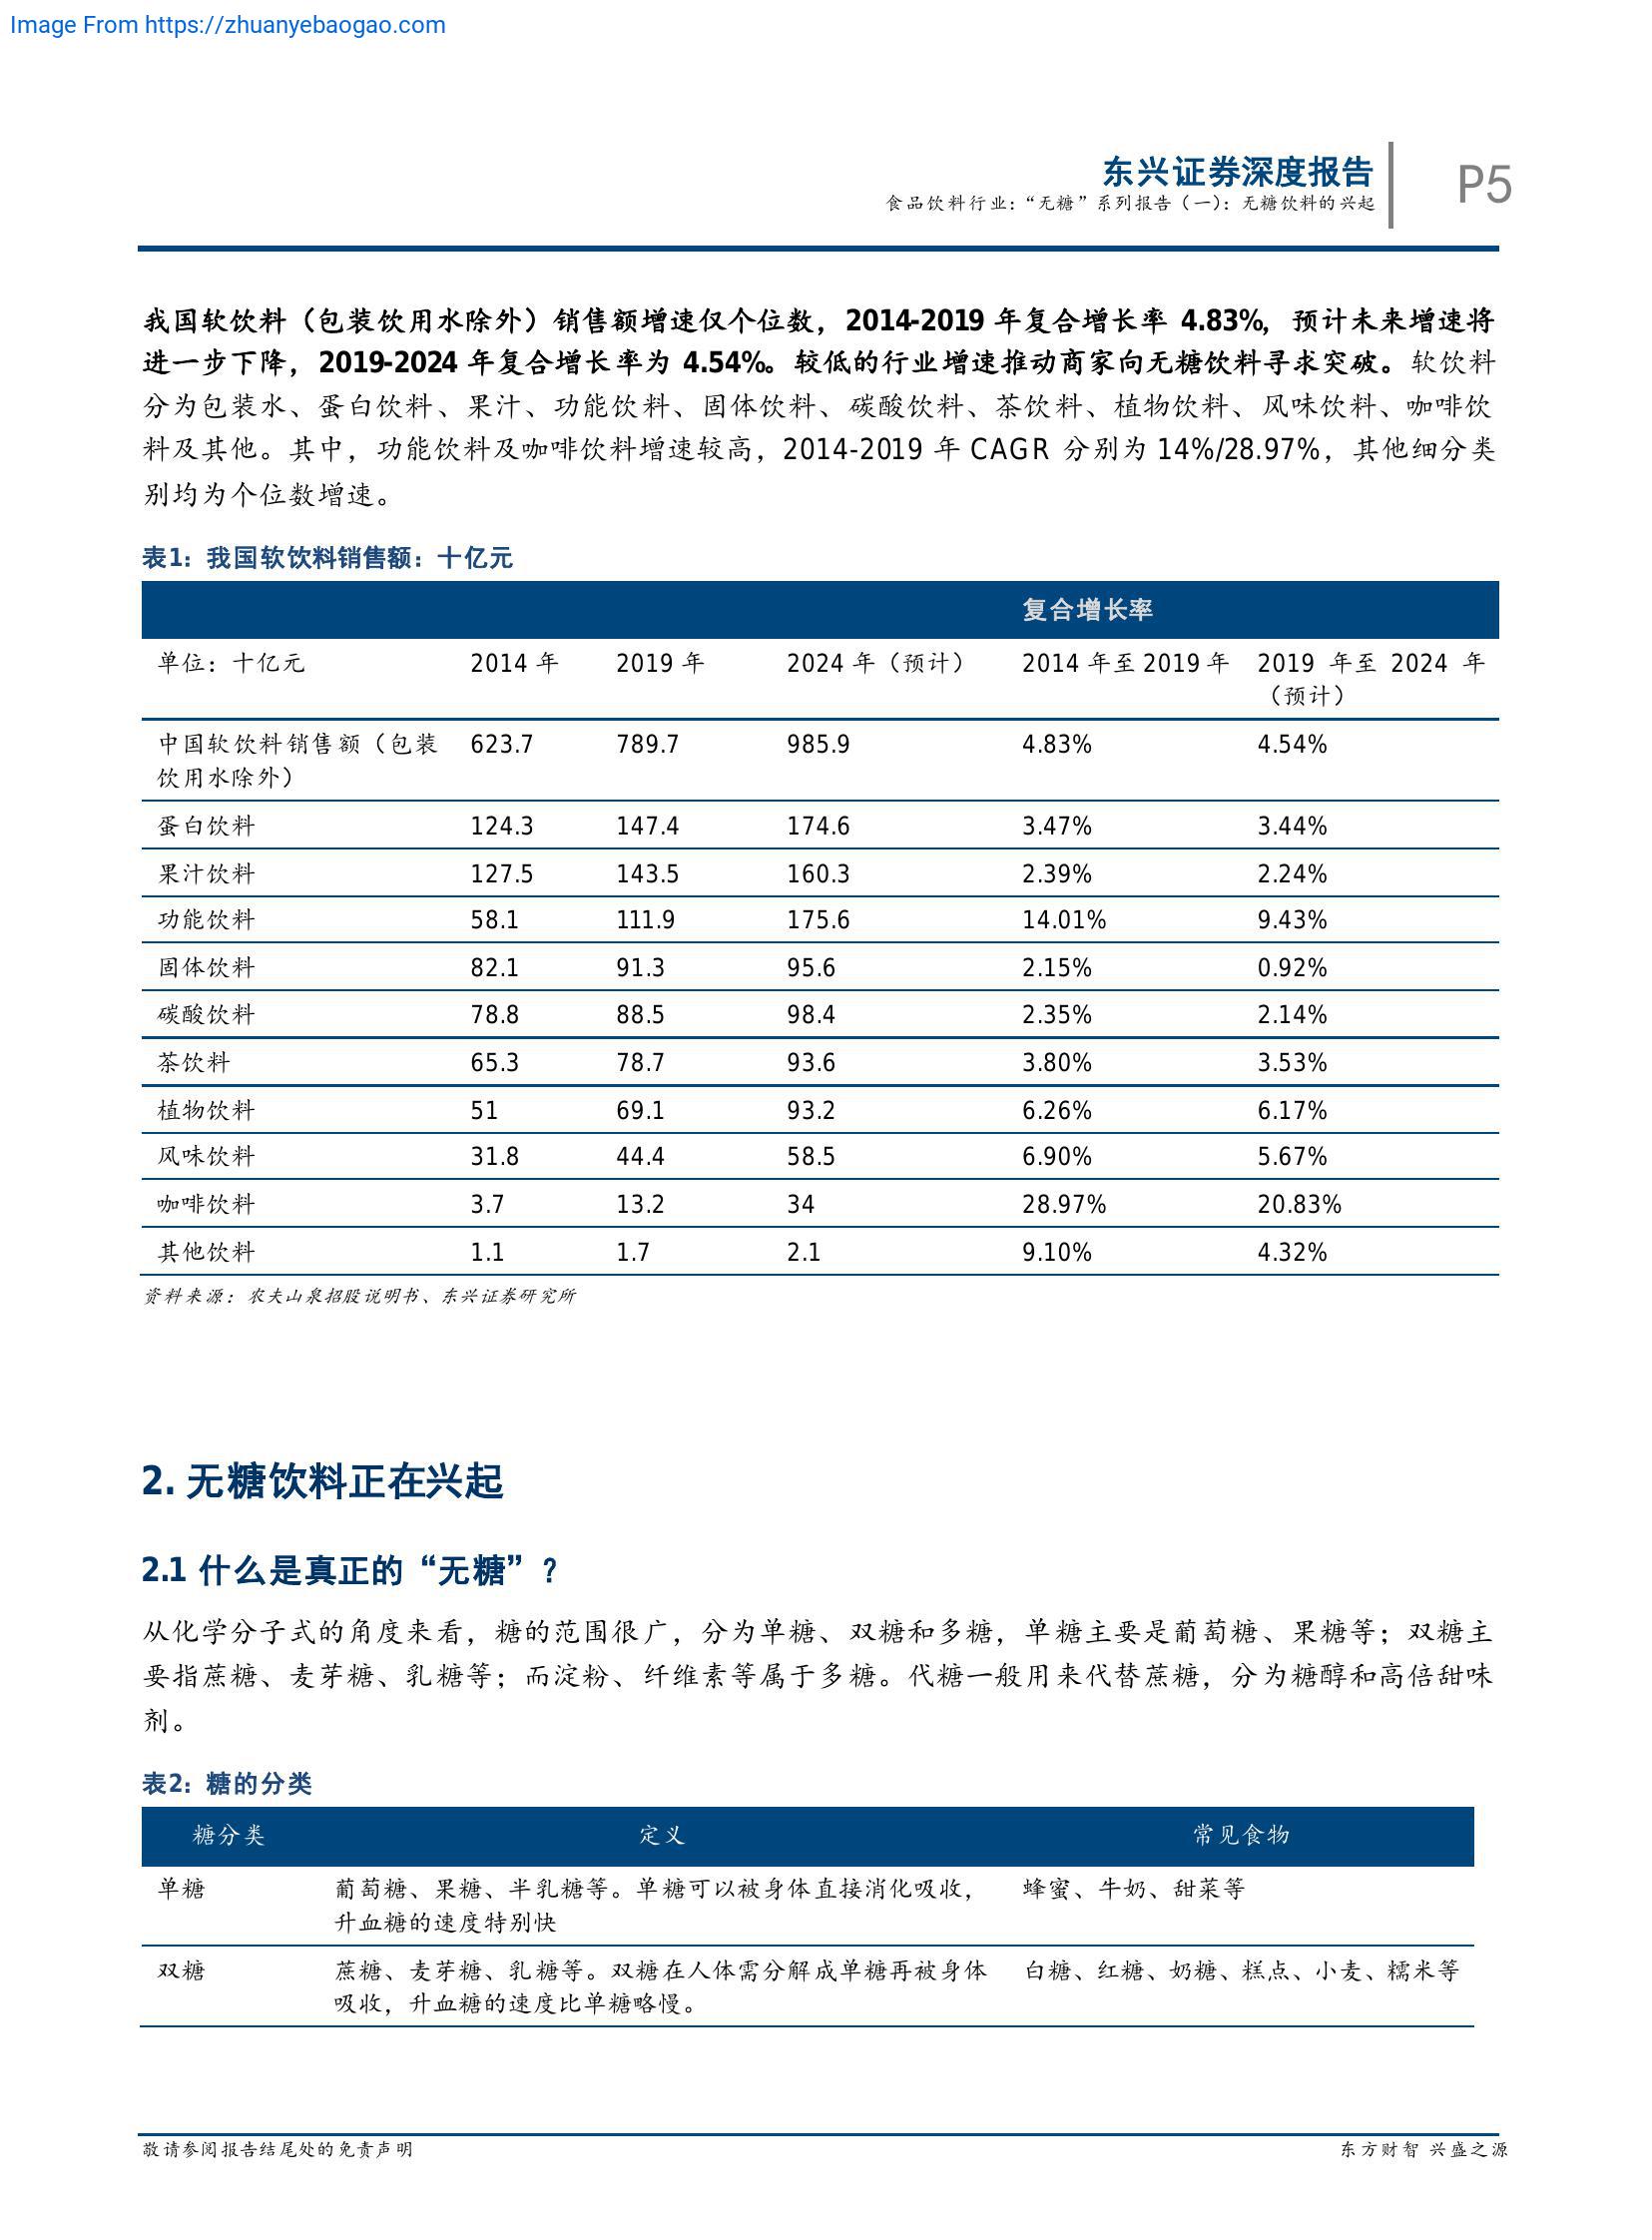 Image From https://zhuanyebaogao.com
东兴证券深度报告
食品饮料行业：“无糖”系列报告（一）：无糖饮料的兴起
P5
我国软饮料（包装饮用水除外）销售额增速仅个位数，2014-2019 年复合增长率 4.83%，预计未来增速将
进一步下降，2019-2024 年复合增长率为 4.54%。较低的行业增速推动商家向无糖饮料寻求突破。软饮料
分为包装水、蛋白饮料、果汁、功能饮料、固体饮料、碳酸饮料、茶饮料、植物饮料、风味饮料、咖啡饮
料及其他。其中，功能饮料及咖啡饮料增速较高，2014-2019 年 CAGR 分别为 14%/28.97%，其他细分类
别均为个位数增速。
表1：我国软饮料销售额：十亿元
复合增长率
单位：十亿元 2014 年 2019 年 2024 年（预计） 2014 年至 2019 年 2019 年至 2024 年
（预计）
中国软饮料销售额（包装 623.7 789.7 985.9 4.83% 4.54%
饮用水除外）
蛋白饮料 124.3 147.4 174.6 3.47% 3.44%
果汁饮料 127.5 143.5 160.3 2.39% 2.24%
功能饮料 58.1 111.9 175.6 14.01% 9.43%
固体饮料 82.1 91.3 95.6 2.15% 0.92%
碳酸饮料 78.8 88.5 98.4 2.35% 2.14%
茶饮料 65.3 78.7 93.6 3.80% 3.53%
植物饮料 51 69.1 93.2 6.26% 6.17%
风味饮料 31.8 44.4 58.5 6.90% 5.67%
咖啡饮料 3.7 13.2 34 28.97% 20.83%
其他饮料 1.1 1.7 2.1 9.10% 4.32%
资料来源：农夫山泉招股说明书、东兴证券研究所
2. 无糖饮料正在兴起
2.1 什么是真正的“无糖”？
从化学分子式的角度来看，糖的范围很广，分为单糖、双糖和多糖，单糖主要是葡萄糖、果糖等；双糖主
要指蔗糖、麦芽糖、乳糖等；而淀粉、纤维素等属于多糖。代糖一般用来代替蔗糖，分为糖醇和高倍甜味
剂。
表2：糖的分类
糖分类 定义 常见食物
单糖 葡萄糖、果糖、半乳糖等。单糖可以被身体直接消化吸收， 蜂蜜、牛奶、甜菜等
升血糖的速度特别快
双糖 蔗糖、麦芽糖、乳糖等。双糖在人体需分解成单糖再被身体 白糖、红糖、奶糖、糕点、小麦、糯米等
吸收，升血糖的速度比单糖略慢。
敬请参阅报告结尾处的免责声明
东方财智 兴盛之源